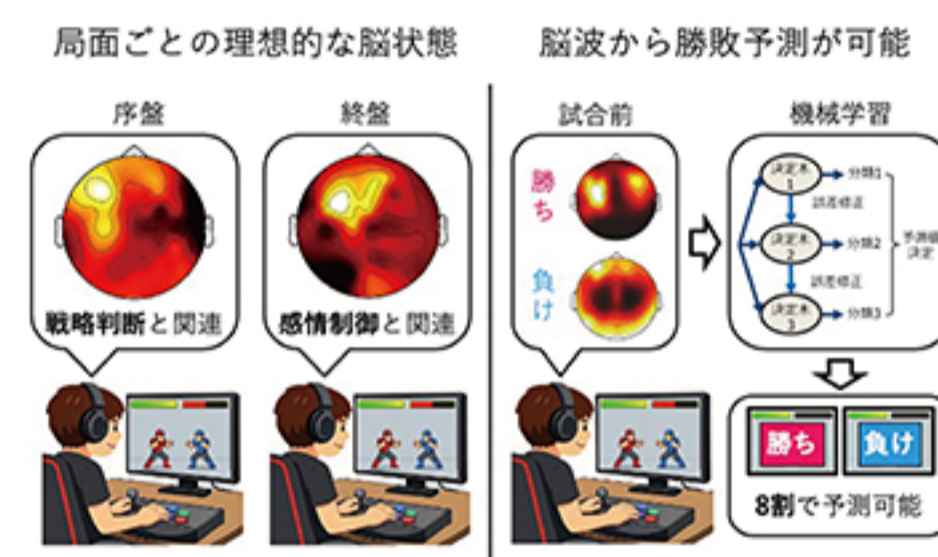 局面ごとの理想的な脳状態
序盤
終盤
戦略判断と関連
感情制御と関連
脳波から勝敗予測が可能
試合前
勝ち
負け
機械学習
決定木
1
分類1
誤差修正
決定木
2
分類2
誤差修正
決定木
3
分類3
予測値
決定
勝ち
負け
8割で予測可能